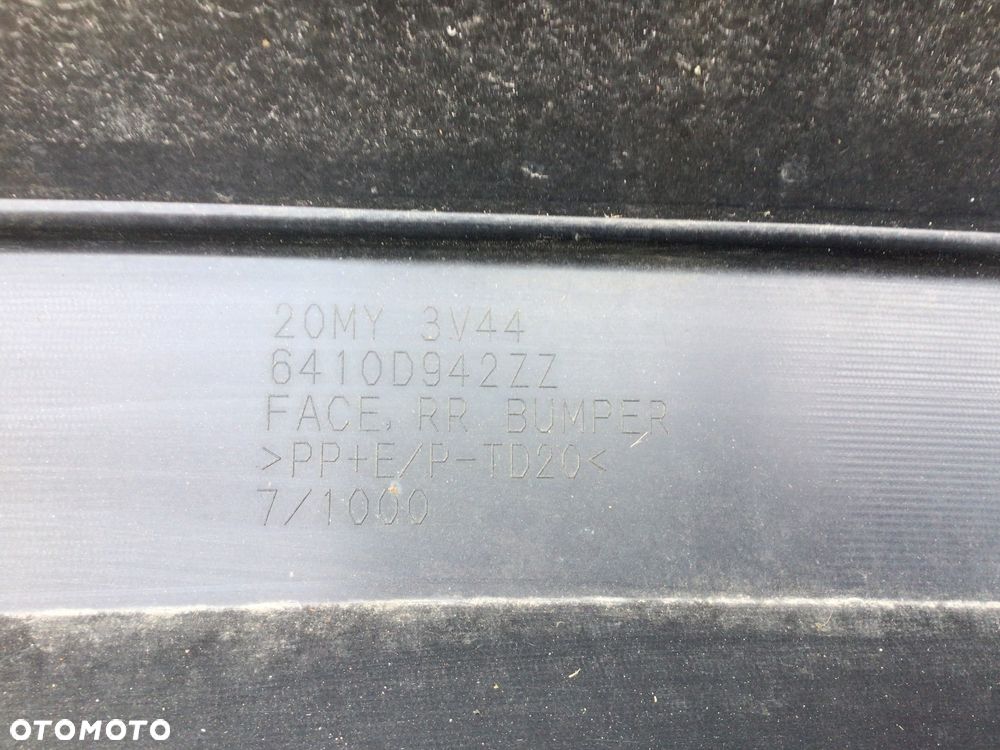 20MY 3V44
6410D942ZZ
FACE, RR BUMPER
>PP+E/P-TD20<
7/1000
OTOMOTO